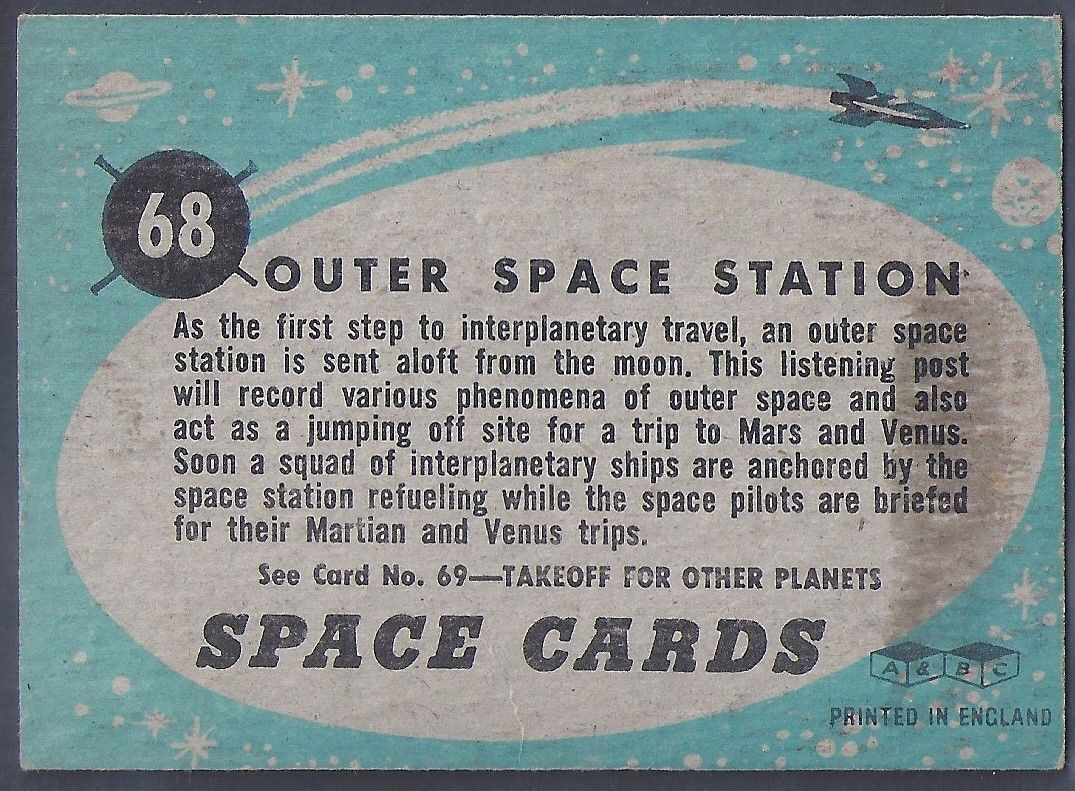 68
OUTER SPACE STATION
As the first step to interplanetary travel, an outer space
station is sent aloft from the moon. This listening post
will record various phenomena of outer space and also
act as a jumping off site for a trip to Mars and Venus.
Soon a squad of interplanetary ships are anchored by the
space station refueling while the space pilots are briefed
for their Martian and Venus trips.
See Card No. 69—TAKEOFF FOR OTHER PLANETS
SPACE CARDS
A & B C
PRINTED IN ENGLAND